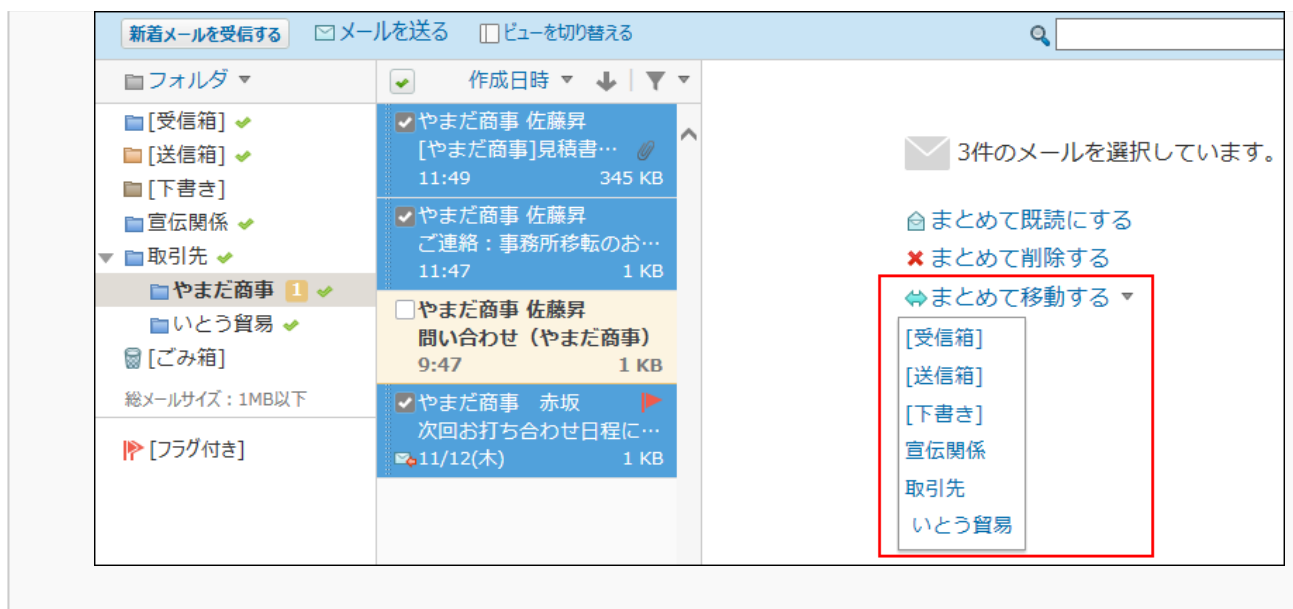 新着メールを受信する メールを送る ビューを切り替える
フォルダ
[受信箱]
[送信箱]
[下書き]
宣伝関係
取引先
やまだ商事 1
いとう貿易
[ごみ箱]
総メールサイズ：1MB以下
[フラグ付き]
作成日時
やまだ商事 佐藤昇
[やまだ商事]見積書…
11:49 345 KB
やまだ商事 佐藤昇
ご連絡：事務所移転のお…
11:47 1 KB
やまだ商事 佐藤昇
問い合わせ（やまだ商事）
9:47 1 KB
やまだ商事　赤坂
次回お打ち合わせ日程に…
11/12(木) 1 KB
3件のメールを選択しています。
まとめて既読にする
まとめて削除する
まとめて移動する
[受信箱]
[送信箱]
[下書き]
宣伝関係
取引先
いとう貿易